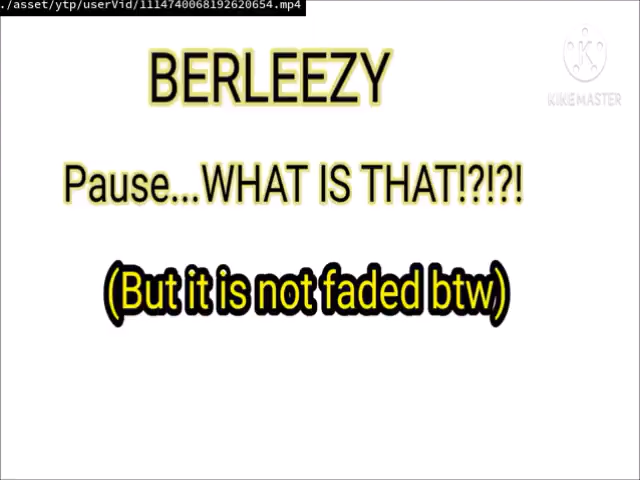 ./asset/ytp/userVid/1114740068192620654.mp4
BERLEEZY
KINEMASTER
Pause...WHAT IS THAT!?!?!
(But it is not faded btw)